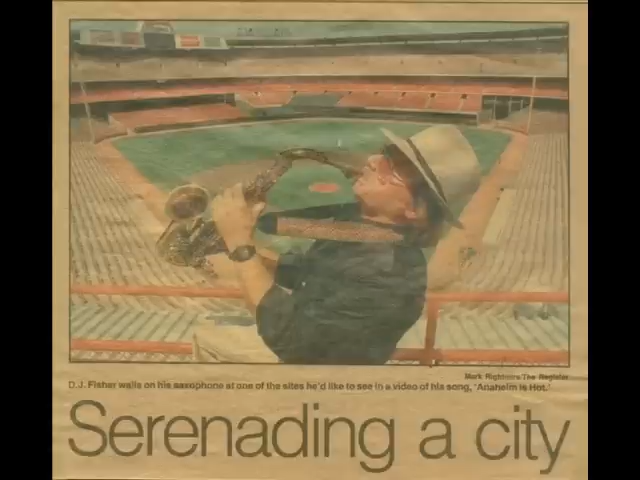 Mark Rightmire The Register
D.J. Fisher wails on his saxophone at one of the sites he'd like to see in a video of his song, 'Anaheim is Hot.'
Serenading a city